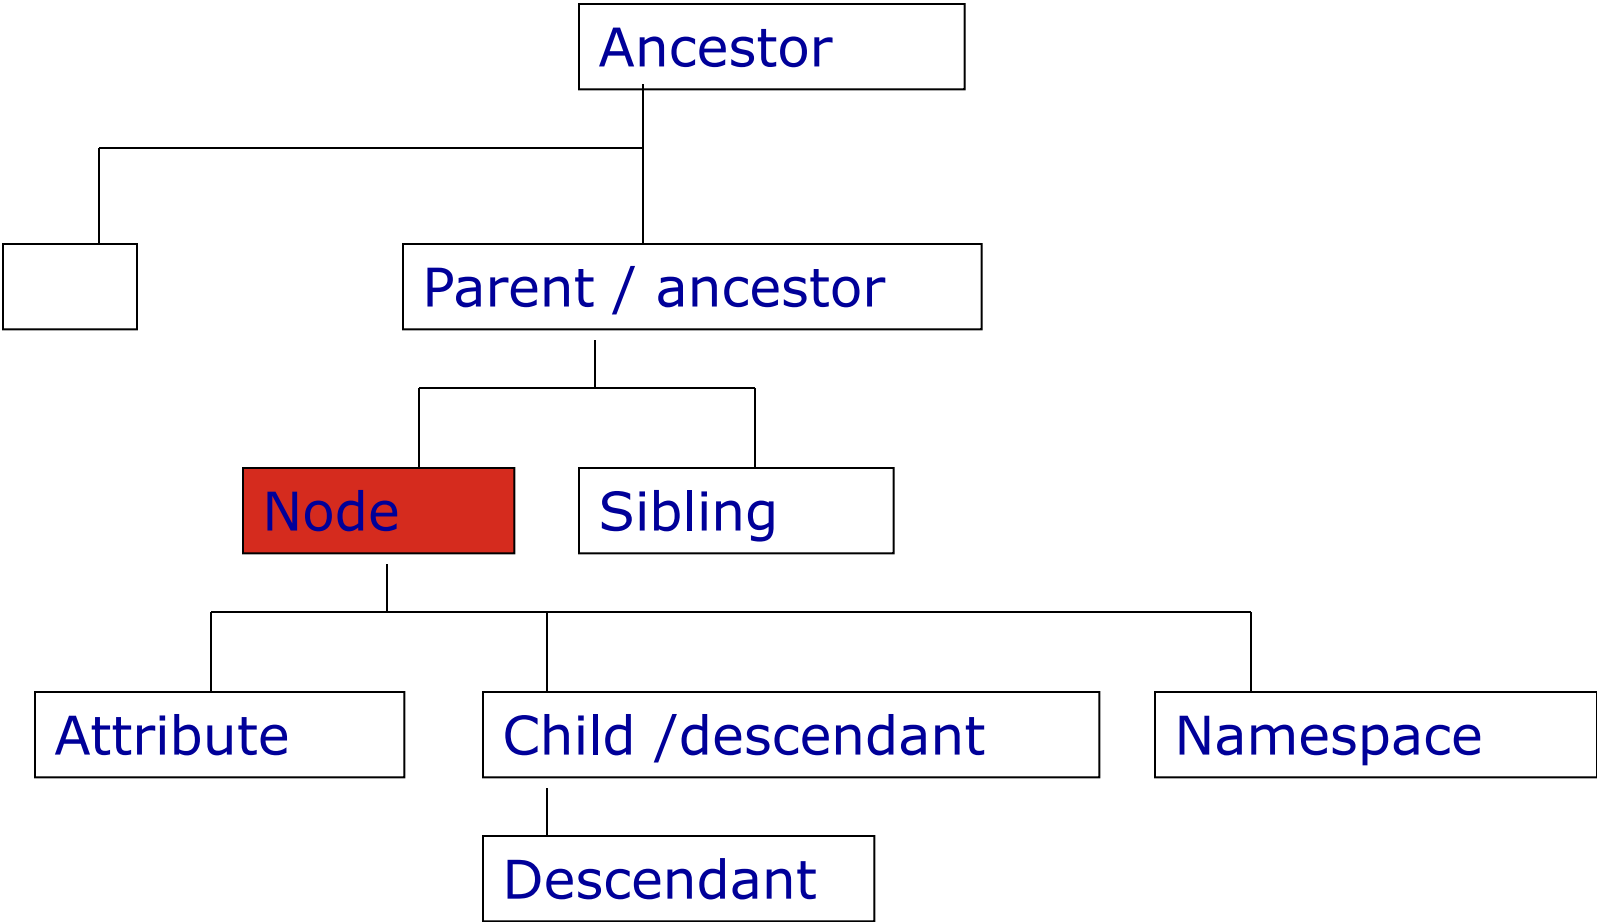 Ancestor
Parent / ancestor
Node
Sibling
Attribute
Child /descendant
Namespace
Descendant